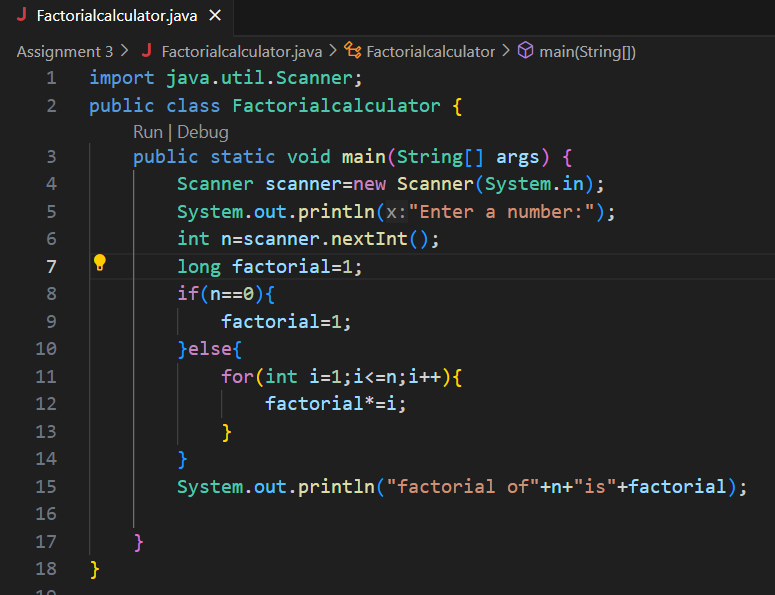 J Factorialcalculator.java ×
Assignment 3 > J Factorialcalculator.java > Factorialcalculator > main(String[])
1 import java.util.Scanner;
2 public class Factorialcalculator {
Run | Debug
3 public static void main(String[] args) {
4 Scanner scanner=new Scanner(System.in);
5 System.out.println(x:"Enter a number:");
6 int n=scanner.nextInt();
7 long factorial=1;
8 if(n==0){
9 factorial=1;
10 }else{
11 for(int i=1;i<=n;i++){
12 factorial*=i;
13 }
14 }
15 System.out.println("factorial of"+n+"is"+factorial);
16
17 }
18 }